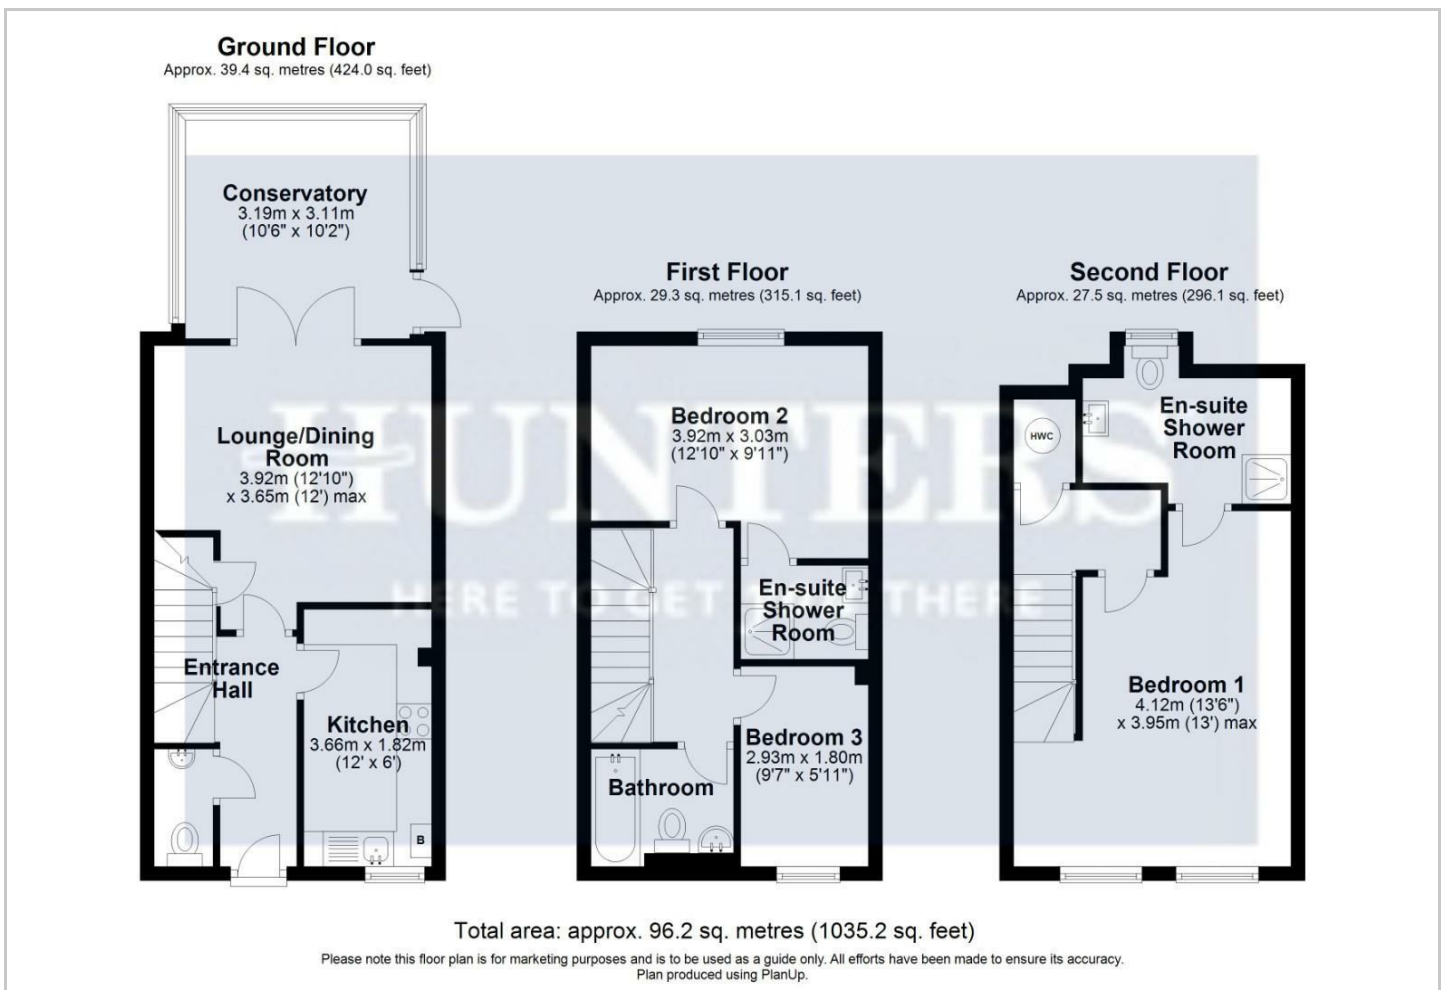 Ground Floor
Approx. 39.4 sq. metres (424.0 sq. feet)
Conservatory
3.19m x 3.11m
(10'6" x 10'2")
Lounge/Dining
Room
3.92m (12'10")
x 3.65m (12') max
Entrance
Hall
Kitchen
3.66m x 1.82m
(12' x 6')
B
First Floor
Approx. 29.3 sq. metres (315.1 sq. feet)
Bedroom 2
3.92m x 3.03m
(12'10" x 9'11")
En-suite
Shower
Room
Bedroom 3
2.93m x 1.80m
(9'7" x 5'11")
Bathroom
Second Floor
Approx. 27.5 sq. metres (296.1 sq. feet)
HWC
En-suite
Shower
Room
Bedroom 1
4.12m (13'6")
x 3.95m (13') max
HUNTERS
HERE TO GET THERE
Total area: approx. 96.2 sq. metres (1035.2 sq. feet)
Please note this floor plan is for marketing purposes and is to be used as a guide only. All efforts have been made to ensure its accuracy.
Plan produced using PlanUp.